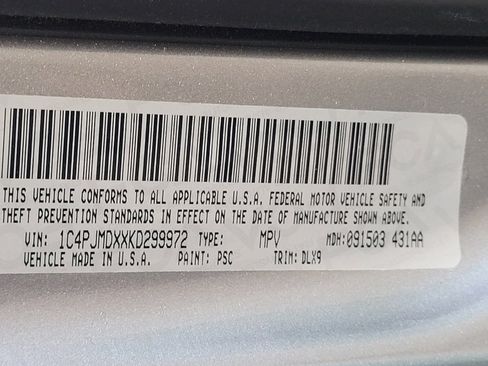 THIS VEHICLE CONFORMS TO ALL APPLICABLE U.S.A. FEDERAL MOTOR VEHICLE SAFETY AND
THEFT PREVENTION STANDARDS IN EFFECT ON THE DATE OF MANUFACTURE SHOWN ABOVE.
VIN: 1C4PJMDXXKD299972 TYPE: MPV MDH: 091503 431AA
VEHICLE MADE IN U.S.A. PAINT: PSC TRIM: DLX9